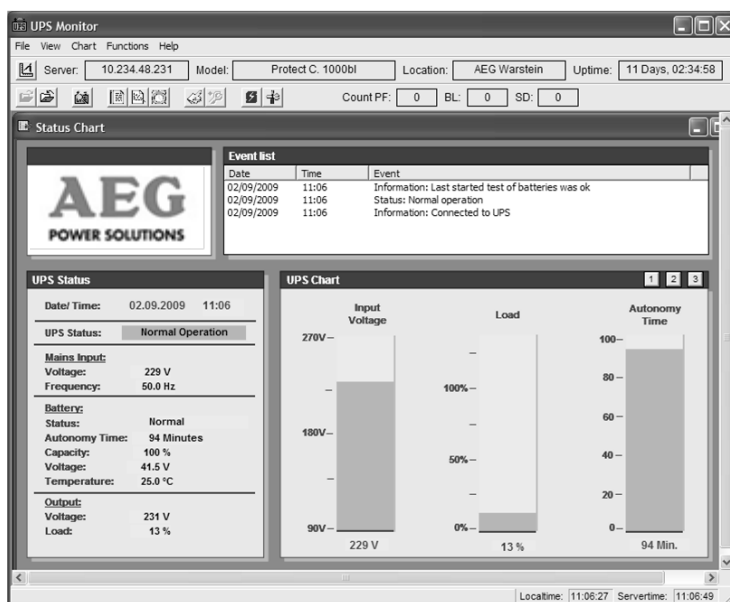 UPS Monitor
File View Chart Functions Help
Server: 10.234.48.231 Model: Protect C. 1000bl Location: AEG Warstein Uptime: 11 Days, 02:34:58
Count PF: 0 BL: 0 SD: 0
Status Chart
AEG
POWER SOLUTIONS
Event list
Date Time Event
02/09/2009 11:06 Information: Last started test of batteries was ok
02/09/2009 11:06 Status: Normal operation
02/09/2009 11:06 Information: Connected to UPS
UPS Status
Date/ Time: 02.09.2009 11:06
UPS Status: Normal Operation
Mains Input:
Voltage: 229 V
Frequency: 50.0 Hz
Battery:
Status: Normal
Autonomy Time: 94 Minutes
Capacity: 100 %
Voltage: 41.5 V
Temperature: 25.0 °C
Output:
Voltage: 231 V
Load: 13 %
UPS Chart 1 2 3
Input
Voltage
270V
180V
90V
229 V
Load
100%
50%
0%
13 %
Autonomy
Time
100
80
60
40
20
0
94 Min.
Localtime: 11:06:27 Servertime: 11:06:49